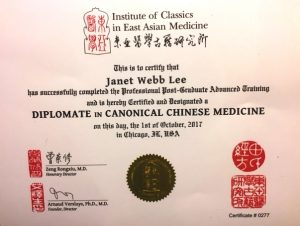 Institute of Classics
in East Asian Medicine
東亞醫學古籍研究所
This is to certify that
Janet Webb Lee
has successfully completed the Professional Post-Graduate Advanced Training
and is hereby Certified and Designated a
DIPLOMATE IN CANONICAL CHINESE MEDICINE
on this day, the 1st of October, 2017
in Chicago, IL, USA
Zeng Rongxiu, M.D.
Honorary Director
Arnaud Versluys, Ph.D., M.D.
Founder, Director
Certificate # 0277